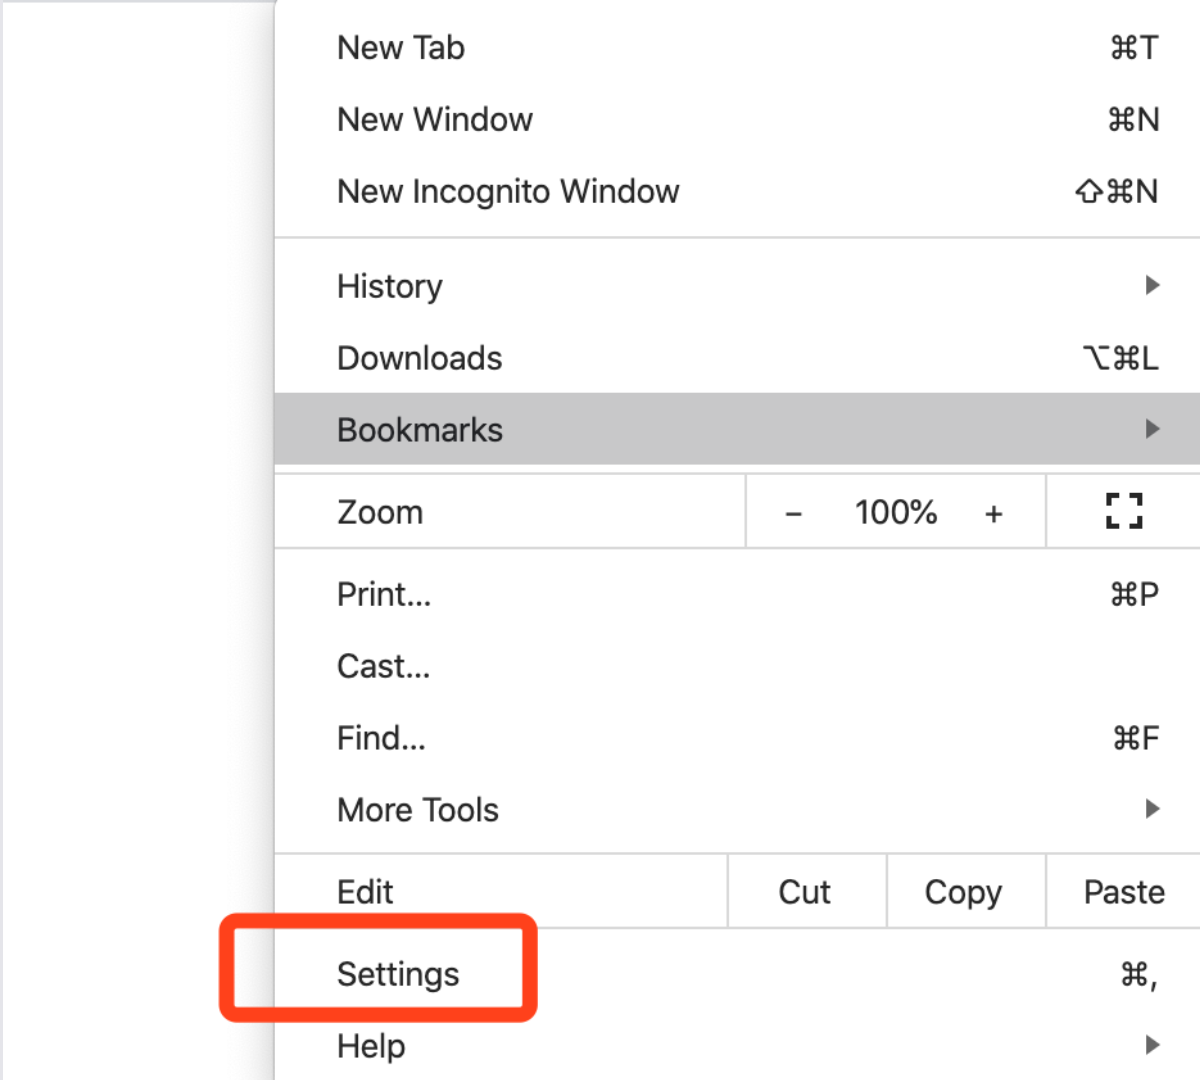 New Tab ⌘T
New Window ⌘N
New Incognito Window ⇧⌘N
History
Downloads ⌥⌘L
Bookmarks
Zoom − 100% +
Print... ⌘P
Cast...
Find... ⌘F
More Tools
Edit Cut Copy Paste
Settings ⌘,
Help